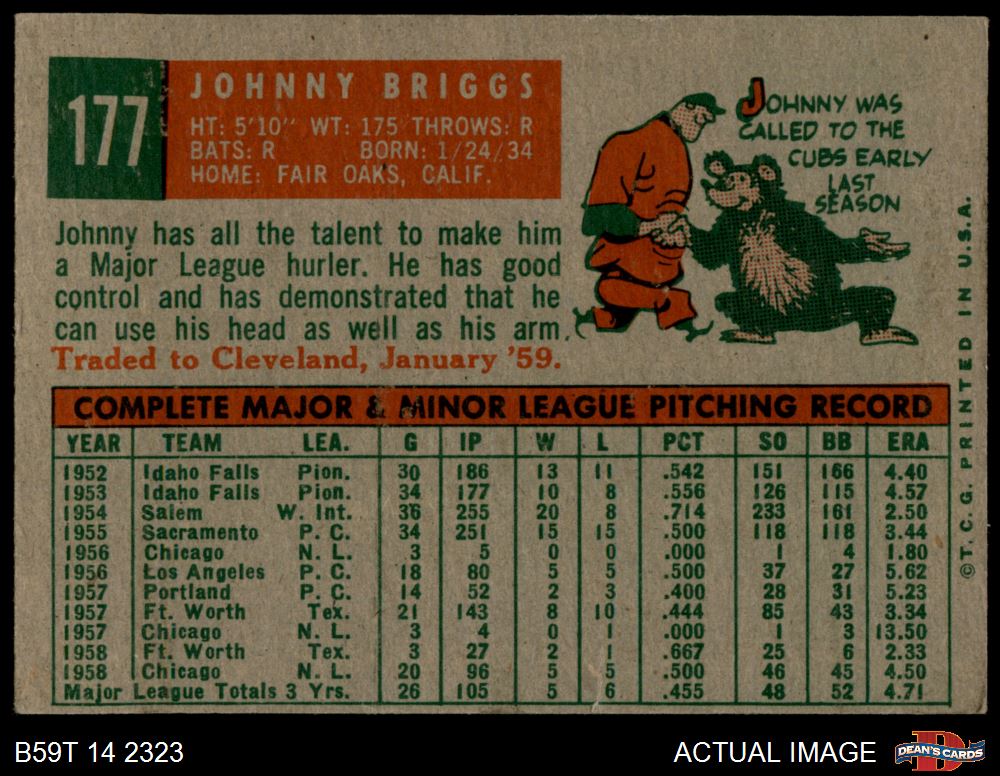 177
JOHNNY BRIGGS
HT: 5'10" WT: 175 THROWS: R
BATS: R BORN: 1/24/34
HOME: FAIR OAKS, CALIF.
JOHNNY WAS
CALLED TO THE
CUBS EARLY
LAST
SEASON
Johnny has all the talent to make him
a Major League hurler. He has good
control and has demonstrated that he
can use his head as well as his arm.
Traded to Cleveland, January '59.
COMPLETE MAJOR & MINOR LEAGUE PITCHING RECORD
YEAR TEAM LEA. G IP W L PCT SO BB ERA
1952 Idaho Falls Pion. 30 186 13 11 .542 151 166 4.40
1953 Idaho Falls Pion. 34 177 10 8 .556 126 115 4.57
1954 Salem W. Int. 36 255 20 8 .714 233 161 2.50
1955 Sacramento P. C. 34 251 15 15 .500 118 118 3.44
1956 Chicago N. L. 3 5 0 0 .000 1 4 1.80
1956 Los Angeles P. C. 18 80 5 5 .500 37 27 5.62
1957 Portland P. C. 14 52 2 3 .400 28 31 5.23
1957 Ft. Worth Tex. 21 143 8 10 .444 85 43 3.34
1957 Chicago N. L. 3 4 0 1 .000 1 3 13.50
1958 Ft. Worth Tex. 3 27 2 1 .667 25 6 2.33
1958 Chicago N. L. 20 96 5 5 .500 46 45 4.50
Major League Totals 3 Yrs. 26 105 5 6 .455 48 52 4.71
©T. C. G. PRINTED IN U.S.A.
B59T 14 2323
ACTUAL IMAGE
D
DEAN'S CARDS